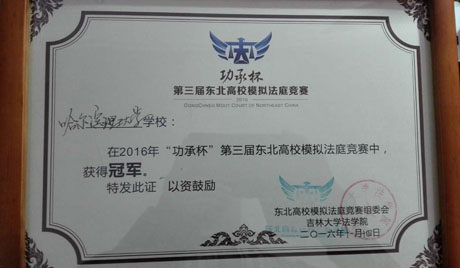 功承杯
第三届东北高校模拟法庭竞赛
2016
GONGCHENG MOOT COURT OF NORTHEAST CHINA
哈尔滨理工大学学校:
在2016年“功承杯”第三届东北高校模拟法庭竞赛中,
获得冠军。
特发此证 以资鼓励
东北高校模拟法庭竞赛组委会
吉林大学法学院
二〇一六年十月 日